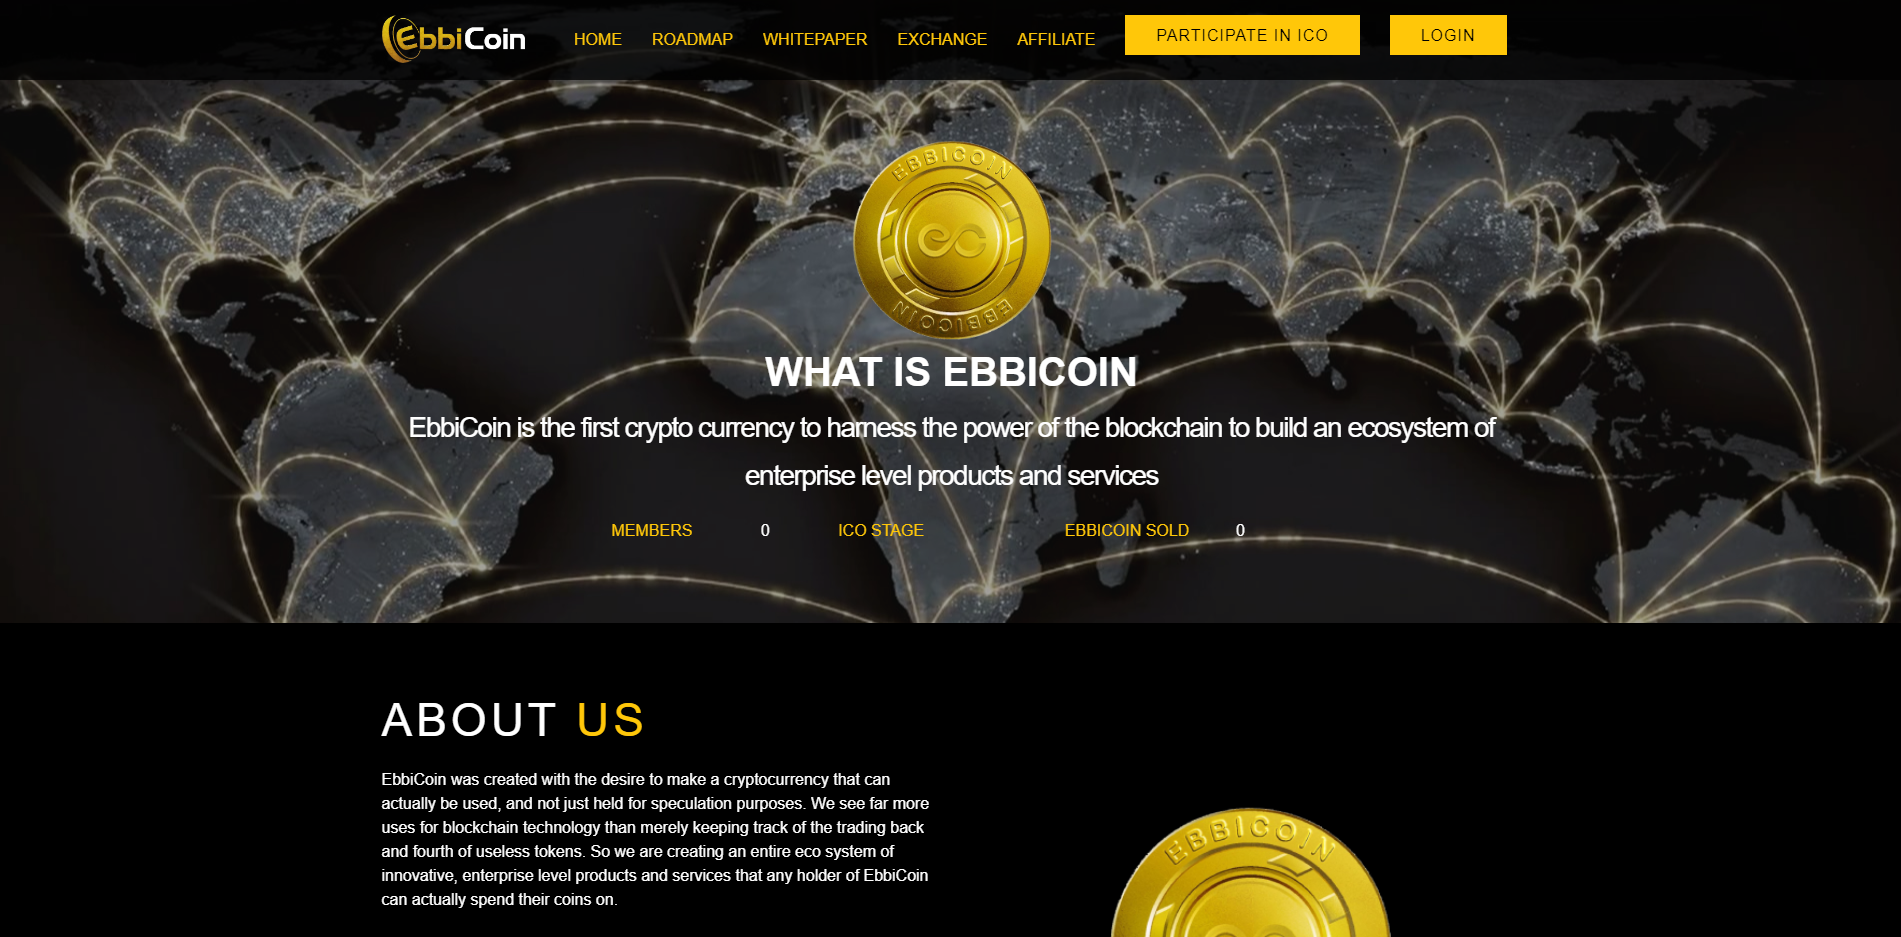 EbbiCoin
HOME ROADMAP WHITEPAPER EXCHANGE AFFILIATE PARTICIPATE IN ICO LOGIN
EBBICOIN
EBBICOIN
WHAT IS EBBICOIN
EbbiCoin is the first crypto currency to harness the power of the blockchain to build an ecosystem of
enterprise level products and services
MEMBERS 0 ICO STAGE EBBICOIN SOLD 0
ABOUT US
EbbiCoin was created with the desire to make a cryptocurrency that can
actually be used, and not just held for speculation purposes. We see far more
uses for blockchain technology than merely keeping track of the trading back
and fourth of useless tokens. So we are creating an entire eco system of
innovative, enterprise level products and services that any holder of EbbiCoin
can actually spend their coins on.
EBBICOIN